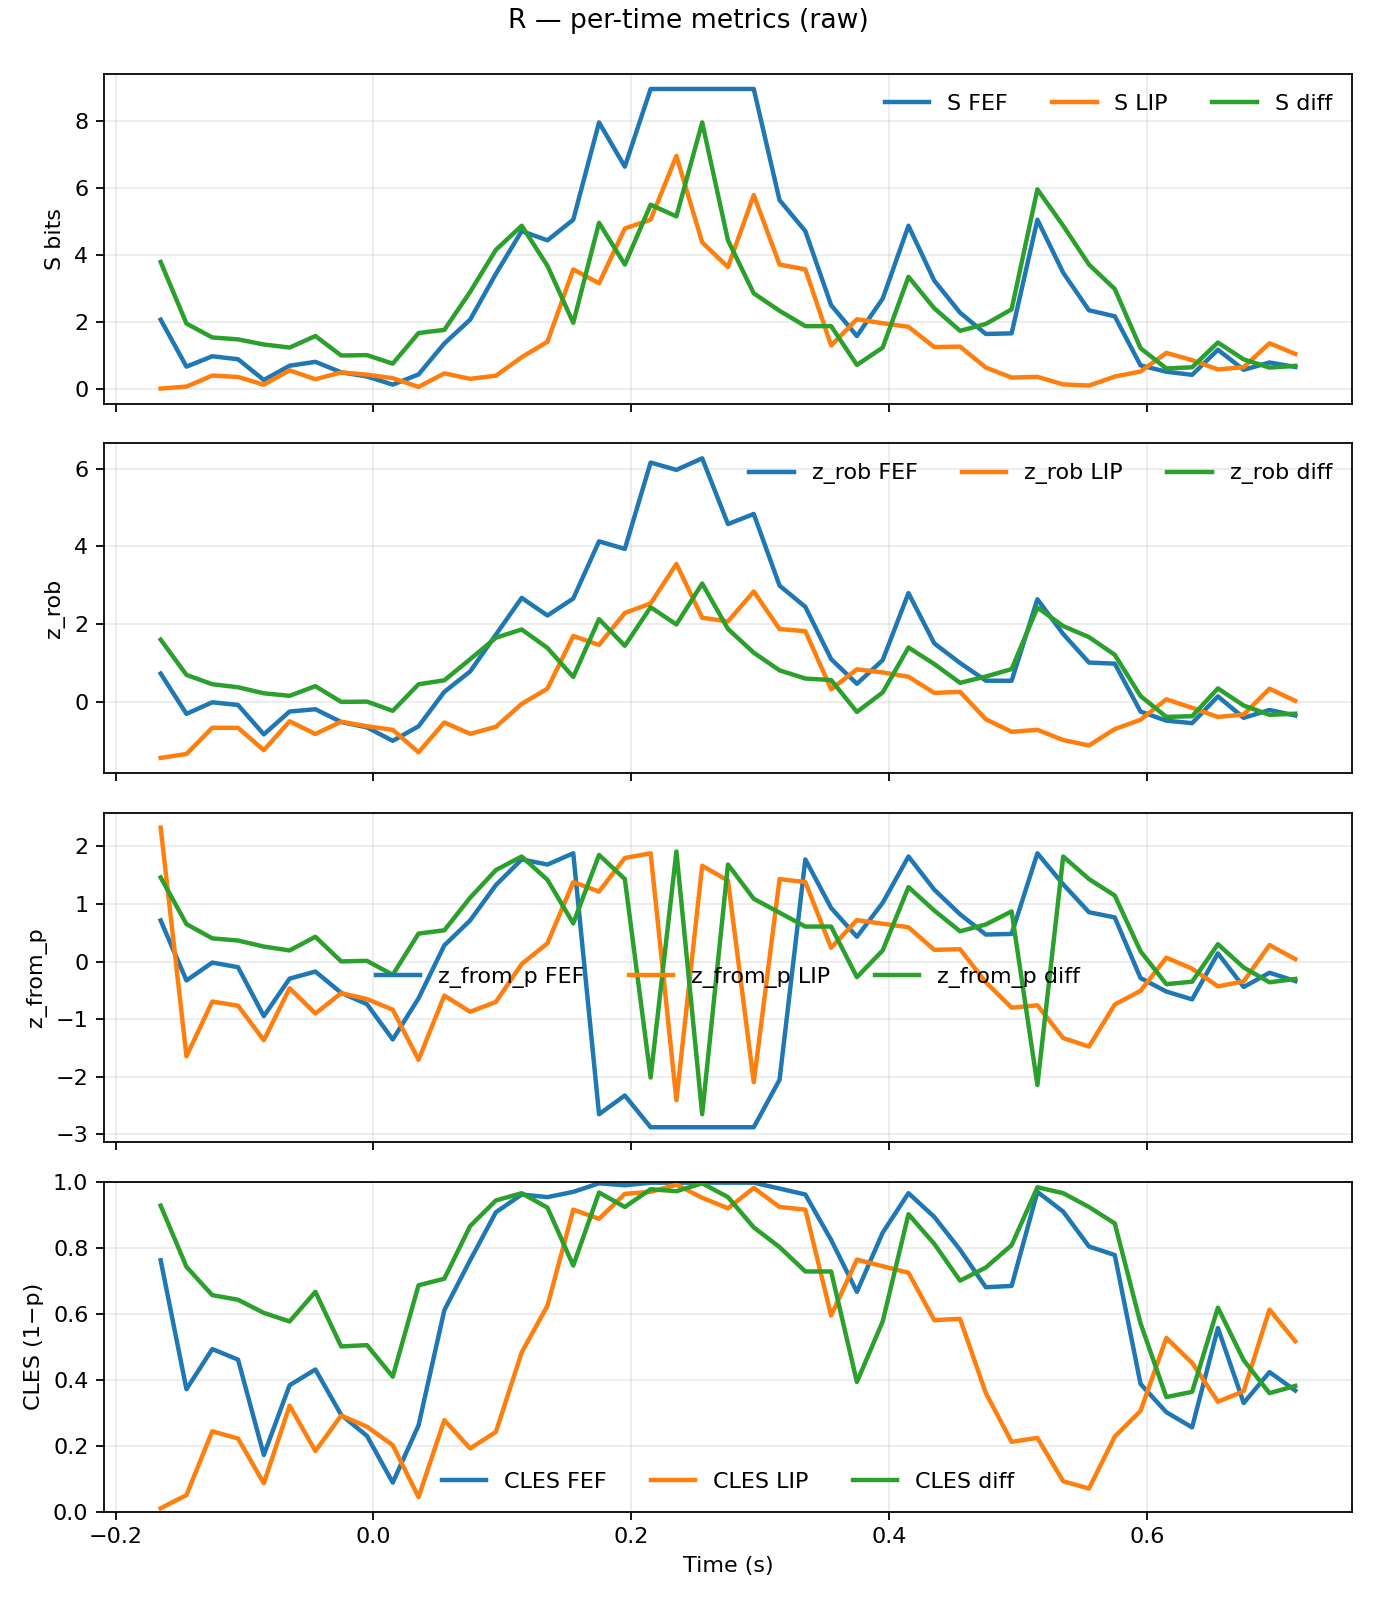 R — per-time metrics (raw)
S FEF S LIP S diff
8
6
4
2
0
S bits
z_rob FEF z_rob LIP z_rob diff
6
4
2
0
z_rob
2
1
0
−1
−2
−3
z_from_p
z_from_p FEF z_from_p LIP z_from_p diff
1.0
0.8
0.6
0.4
0.2
0.0
CLES (1−p)
CLES FEF CLES LIP CLES diff
−0.2 0.0 0.2 0.4 0.6
Time (s)